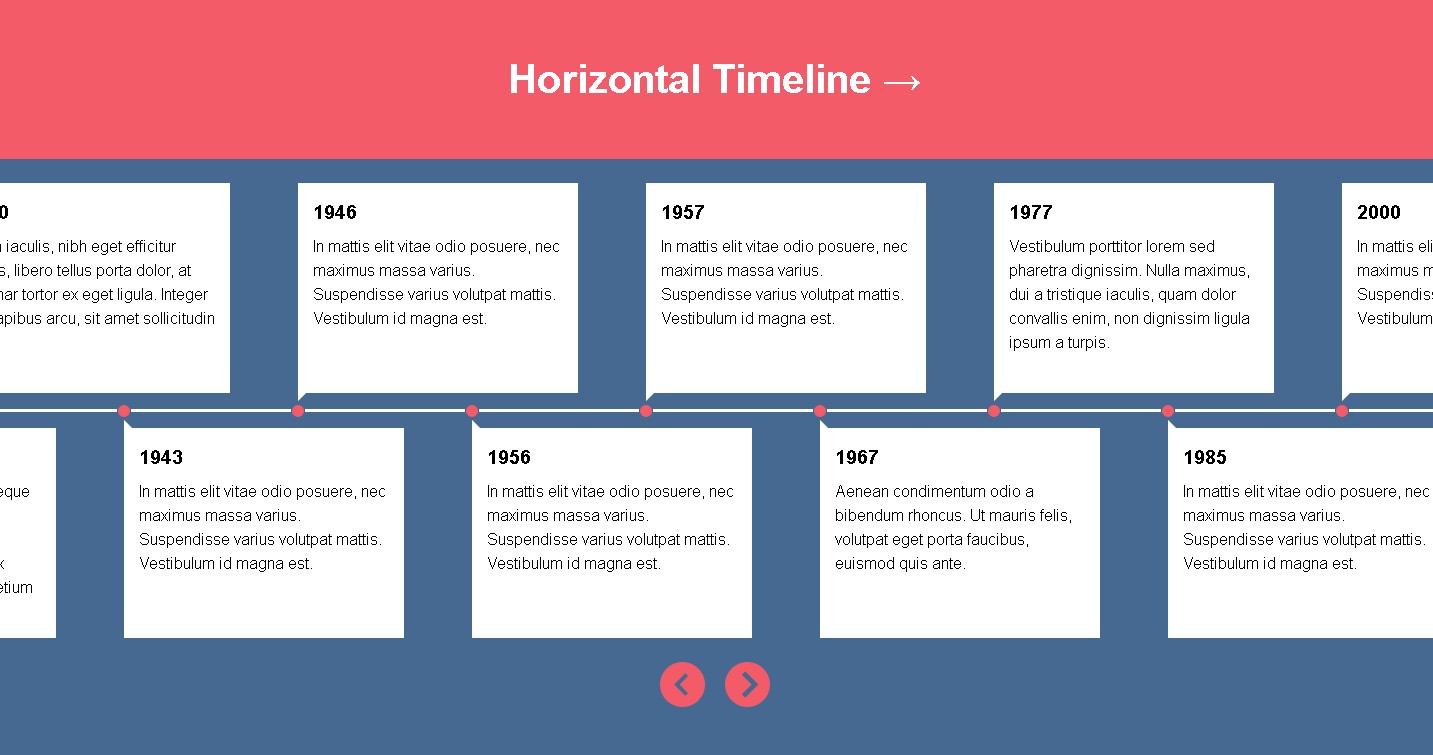 Horizontal Timeline →
iaculis, nibh eget efficitur
libero tellus porta dolor, at
tortor ex eget ligula. Integer
arcu, sit amet sollicitudin
1946
In mattis elit vitae odio posuere, nec
maximus massa varius.
Suspendisse varius volutpat mattis.
Vestibulum id magna est.
1957
In mattis elit vitae odio posuere, nec
maximus massa varius.
Suspendisse varius volutpat mattis.
Vestibulum id magna est.
1977
Vestibulum porttitor lorem sed
pharetra dignissim. Nulla maximus,
dui a tristique iaculis, quam dolor
convallis enim, non dignissim ligula
ipsum a turpis.
2000
In mattis
maximus
Vestibulum
1943
In mattis elit vitae odio posuere, nec
maximus massa varius.
Suspendisse varius volutpat mattis.
Vestibulum id magna est.
1956
In mattis elit vitae odio posuere, nec
maximus massa varius.
Suspendisse varius volutpat mattis.
Vestibulum id magna est.
1967
Aenean condimentum odio a
bibendum rhoncus. Ut mauris felis,
volutpat eget porta faucibus,
euismod quis ante.
1985
In mattis elit vitae odio posuere, nec
maximus massa varius.
Suspendisse varius volutpat mattis.
Vestibulum id magna est.